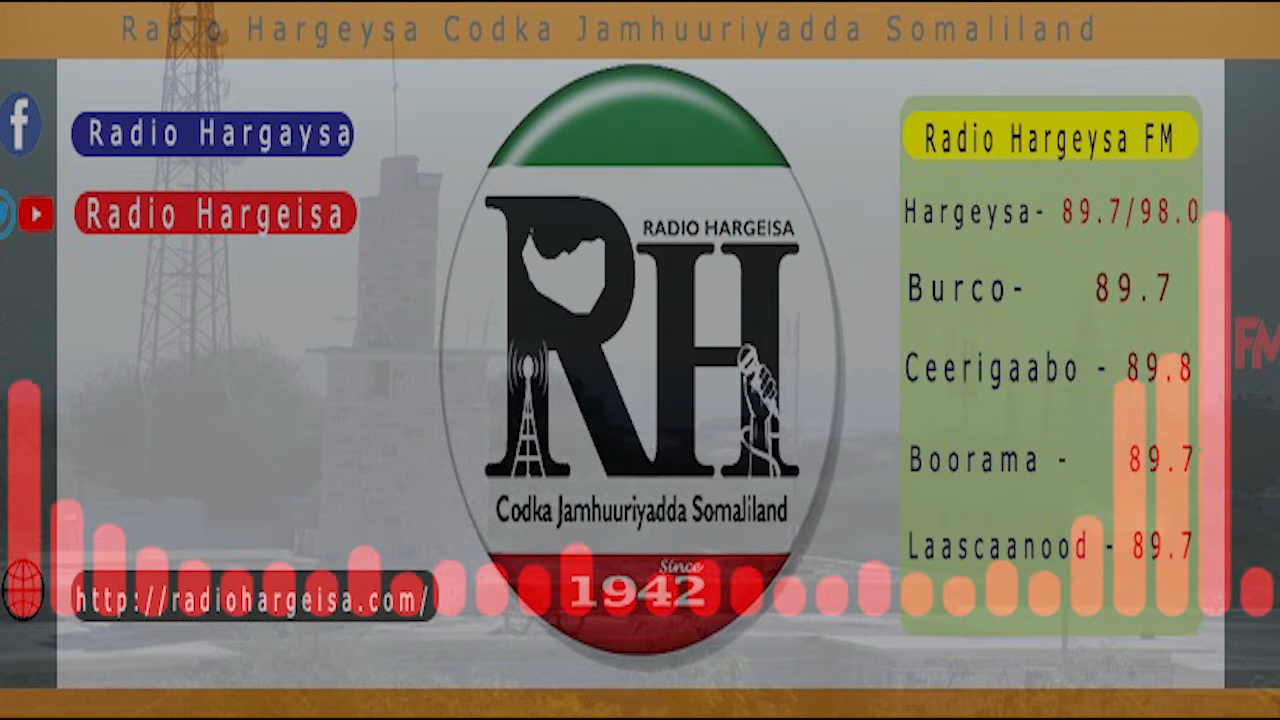 Radio Hargeysa Codka Jamhuuriyadda Somaliland
Radio Hargaysa
Radio Hargeisa
http://radiohargeisa.com/
RADIO HARGEISA
RH
Codka Jamhuuriyadda Somaliland
Since
1942
Radio Hargeysa FM
Hargeysa- 89.7/98.0
Burco- 89.7
Ceerigaabo - 89.8
Boorama - 89.7
Laascaanood - 89.7
FM